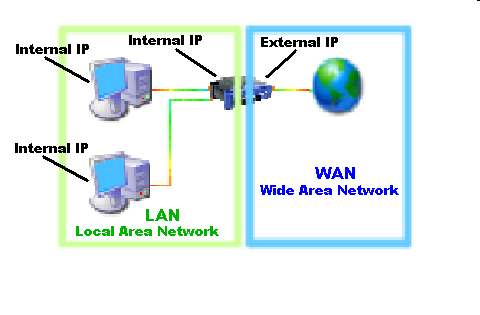 Internal IP
Internal IP
External IP
Internal IP
WAN
Wide Area Network
LAN
Local Area Network